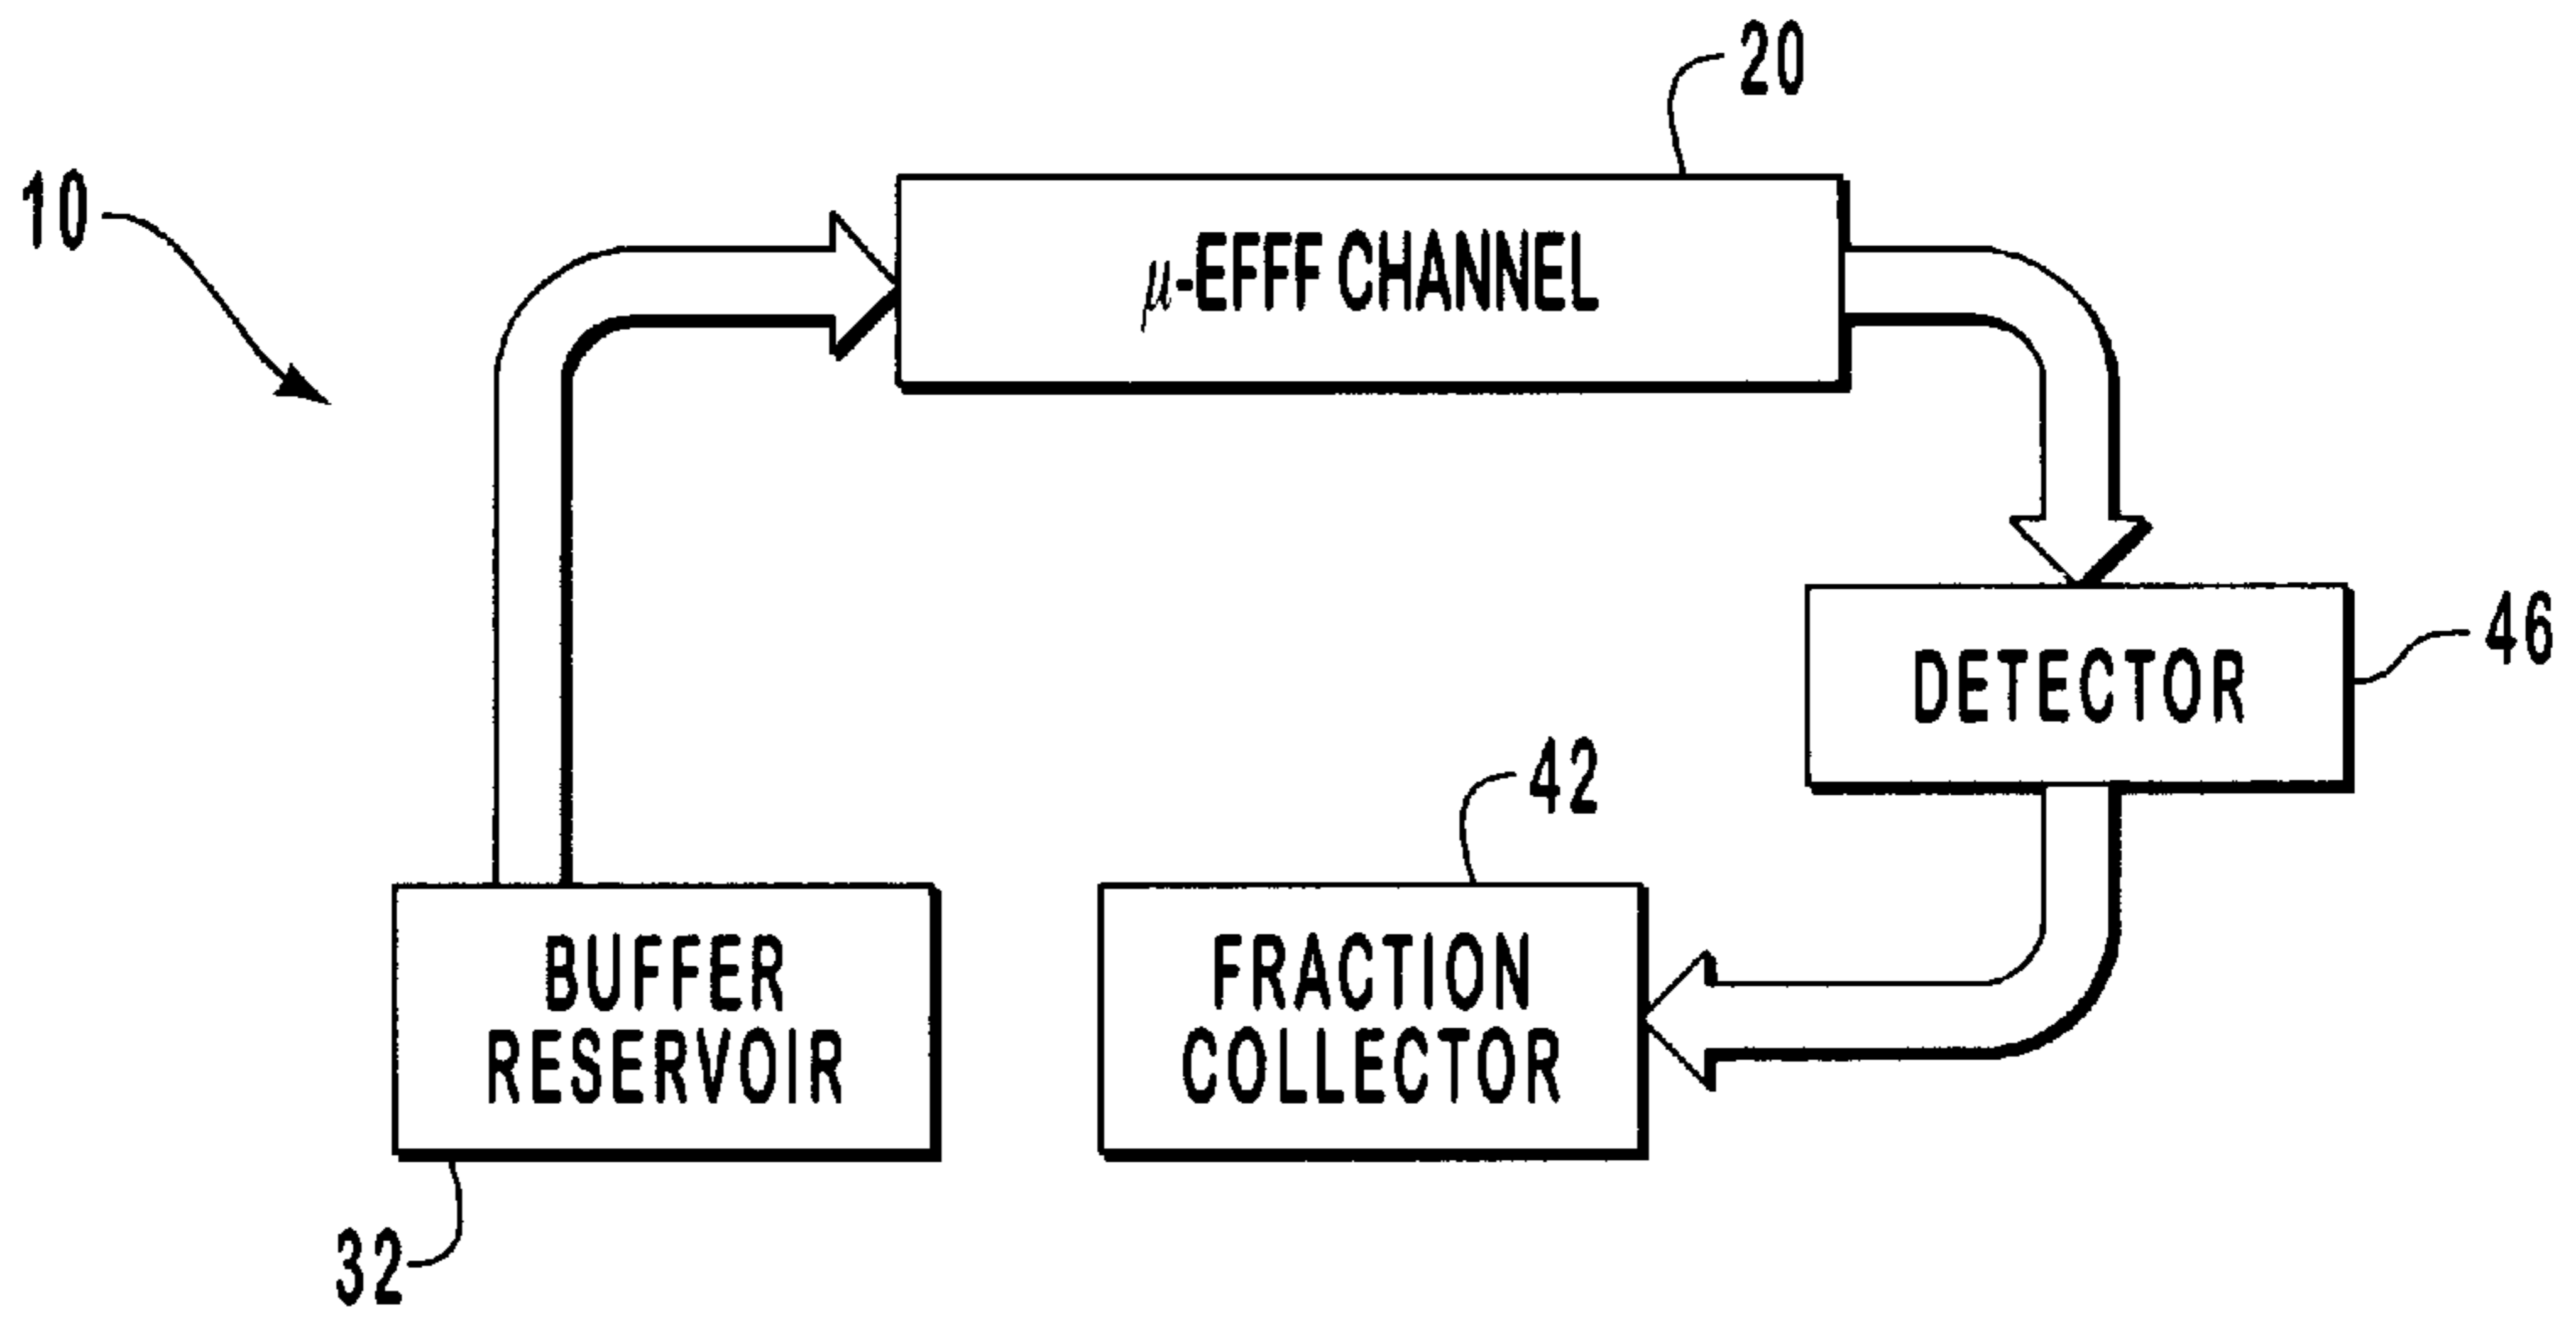 20
10
μ-EFFF CHANNEL
46
DETECTOR
42
BUFFER
RESERVOIR
FRACTION
COLLECTOR
32